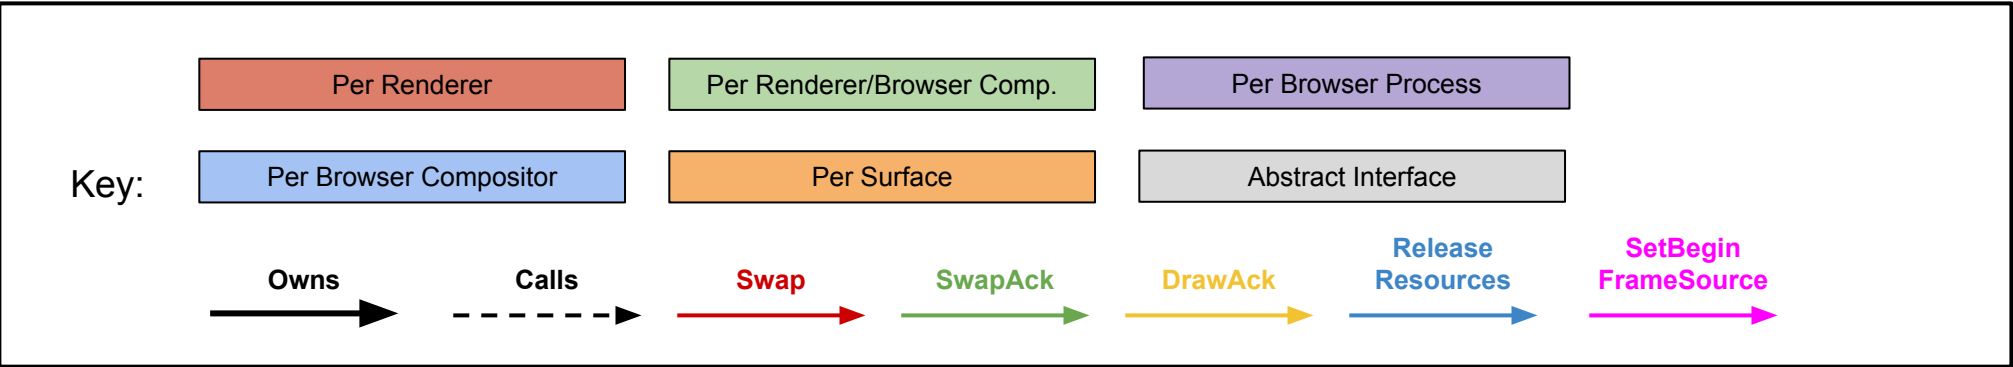 Per Renderer
Per Renderer/Browser Comp.
Per Browser Process
Key:
Per Browser Compositor
Per Surface
Abstract Interface
Owns
Calls
Swap
SwapAck
DrawAck
Release
Resources
SetBegin
FrameSource